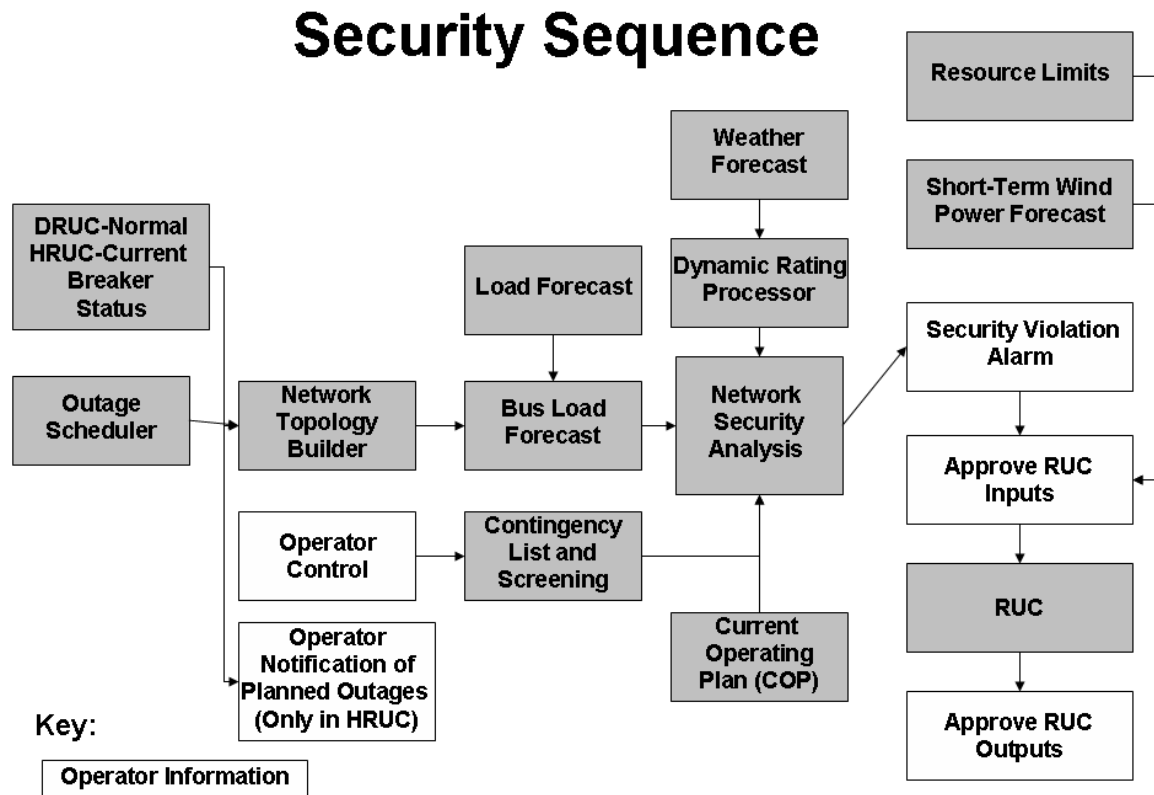 Security Sequence
Resource Limits
Weather
Forecast
Short-Term Wind
Power Forecast
DRUC-Normal
HRUC-Current
Breaker
Status
Load Forecast
Dynamic Rating
Processor
Security Violation
Alarm
Outage
Scheduler
Network
Topology
Builder
Bus Load
Forecast
Network
Security
Analysis
Approve RUC
Inputs
Operator
Control
Contingency
List and
Screening
RUC
Operator
Notification of
Planned Outages
(Only in HRUC)
Current
Operating
Plan (COP)
Approve RUC
Outputs
Key:
Operator Information